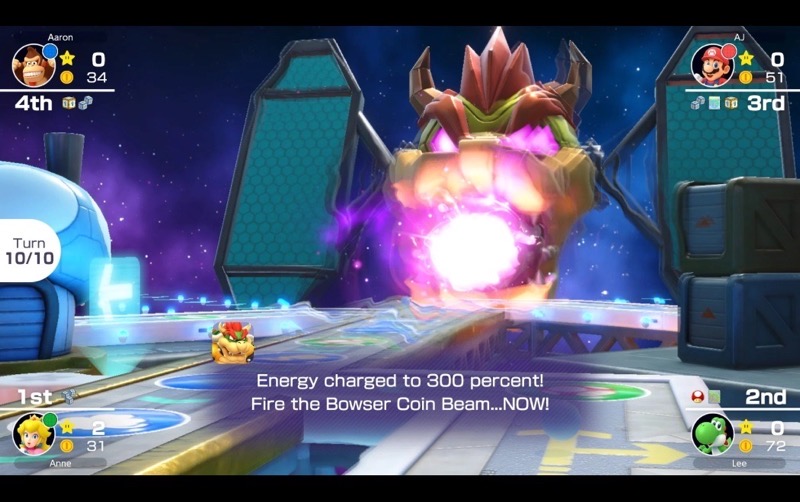 Aaron
0
34
4th
AJ
0
51
3rd
Turn
10/10
Energy charged to 300 percent!
Fire the Bowser Coin Beam...NOW!
1st
2
31
Anne
2nd
0
72
Lee